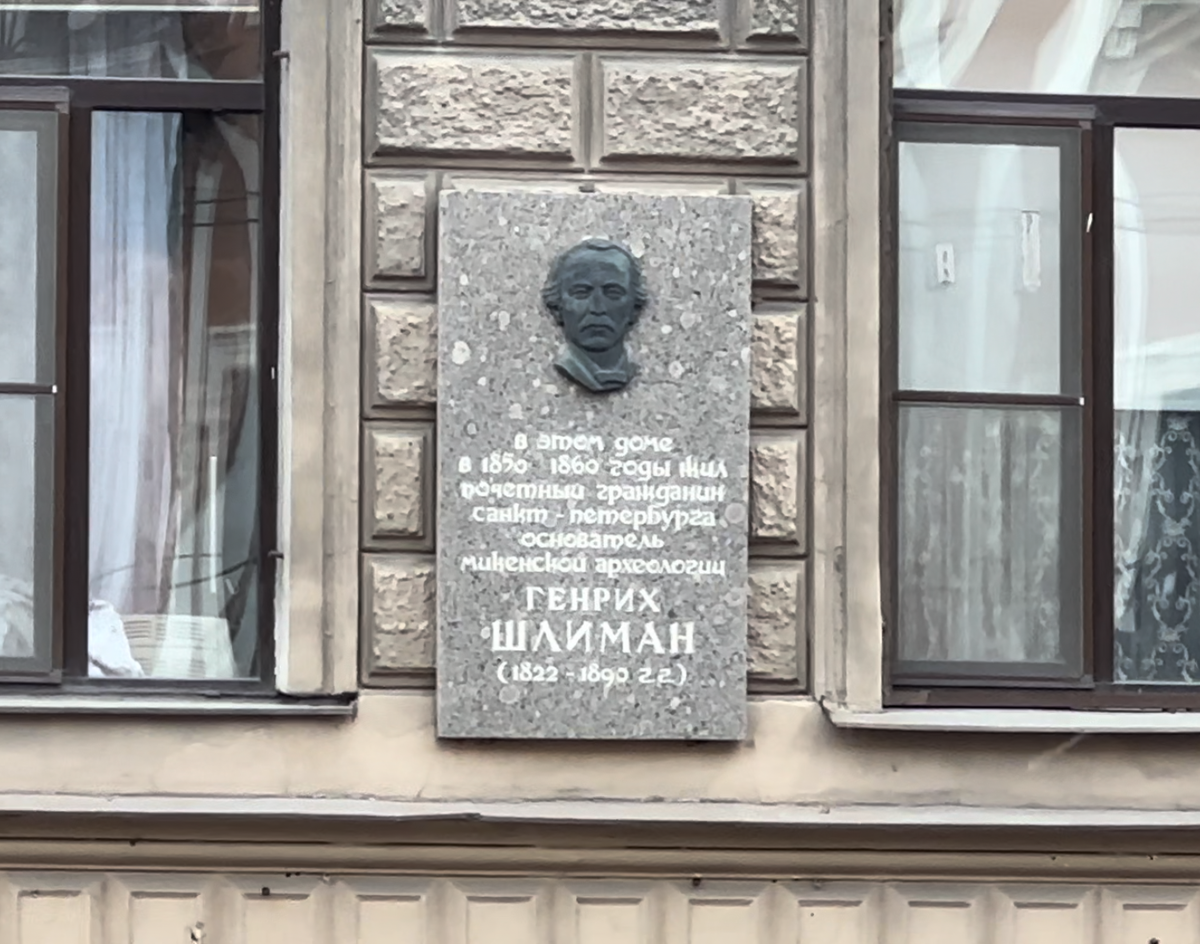 в этом доме
в 1850 1860 годы жил
почетный гражданин
санкт-петербурга
основатель
микенской археологии
ГЕНРИХ
ШЛИМАН
(1822-1890 г.г.)